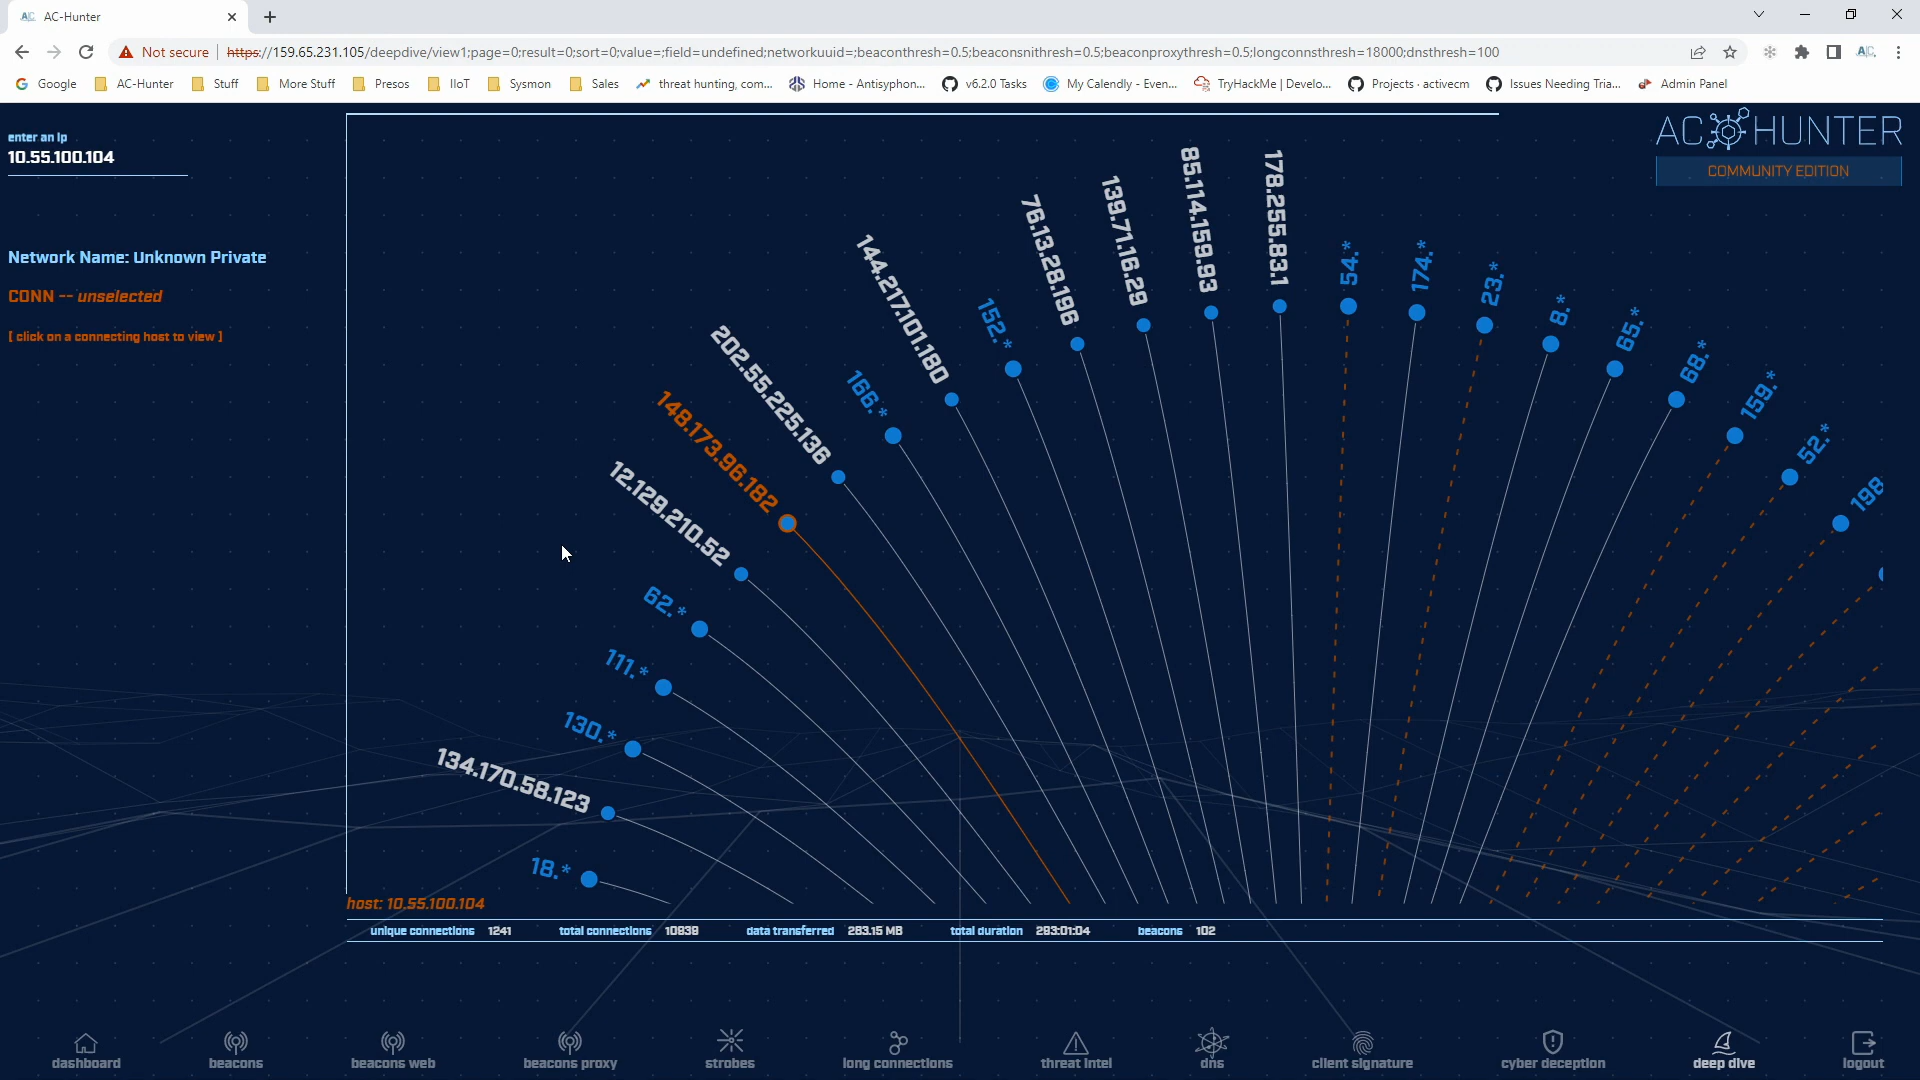 AC-Hunter
Not secure
https://159.65.231.105/deepdive/view1;page=0;result=0;sort=0;value=;field=undefined;networkuuid=;beaconthresh=0.5;beaconsnithresh=0.5;beaconproxythresh=0.5;longconnsthresh=18000;dnsthresh=100
Google AC-Hunter Stuff More Stuff Presos IIoT Sysmon Sales threat hunting, com... Home - Antisyphon... v6.2.0 Tasks My Calendly - Even... TryHackMe | Develo... Projects · activecm Issues Needing Tria... Admin Panel
enter an ip
10.55.100.104
AC HUNTER
COMMUNITY EDITION
Network Name: Unknown Private
CONN -- unselected
[ click on a connecting host to view ]
18.*
134.170.58.123
130.*
111.*
62.*
12.129.210.52
148.173.96.182
202.55.225.136
166.*
144.217.101.180
152.*
76.13.28.196
139.71.16.29
85.114.159.93
178.255.83.1
54.*
174.*
23.*
8.*
65.*
68.*
159.*
52.*
198
host: 10.55.100.104
unique connections 1241 total connections 10939 data transferred 283.15 MB total duration 293:01:04 beacons 102
dashboard beacons beacons web beacons proxy strobes long connections threat intel dns client signature cyber deception deep dive logout